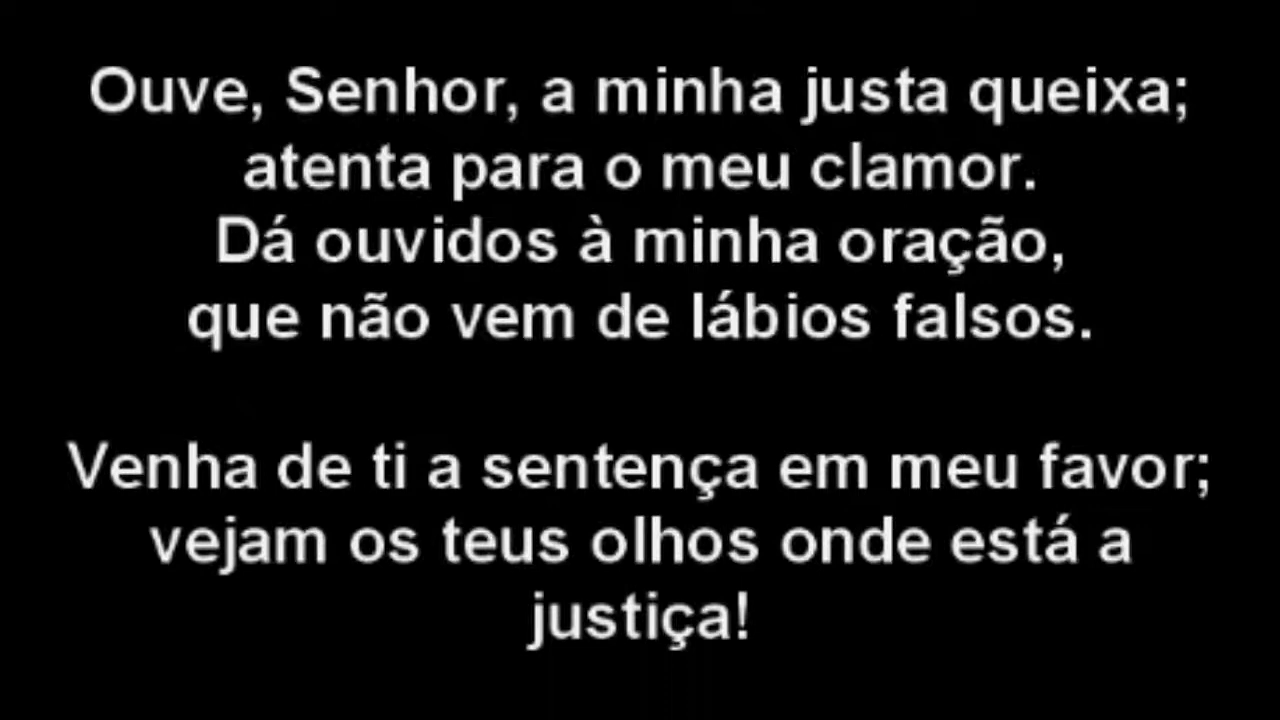 Ouve, Senhor, a minha justa queixa;
atenta para o meu clamor.
Dá ouvidos à minha oração,
que não vem de lábios falsos.
Venha de ti a sentença em meu favor;
vejam os teus olhos onde está a
justiça!